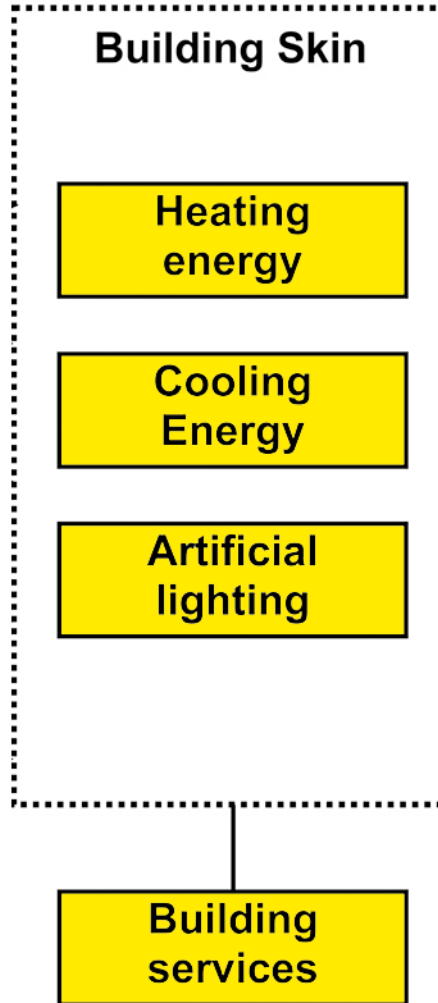 Building Skin
Heating
energy
Cooling
Energy
Artificial
lighting
Building
services